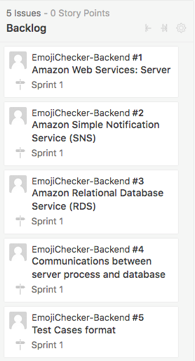 5 Issues - 0 Story Points
Backlog
EmojiChecker-Backend #1
Amazon Web Services: Server
Sprint 1
EmojiChecker-Backend #2
Amazon Simple Notification
Service (SNS)
Sprint 1
EmojiChecker-Backend #3
Amazon Relational Database
Service (RDS)
Sprint 1
EmojiChecker-Backend #4
Communications between
server process and database
Sprint 1
EmojiChecker-Backend #5
Test Cases format
Sprint 1